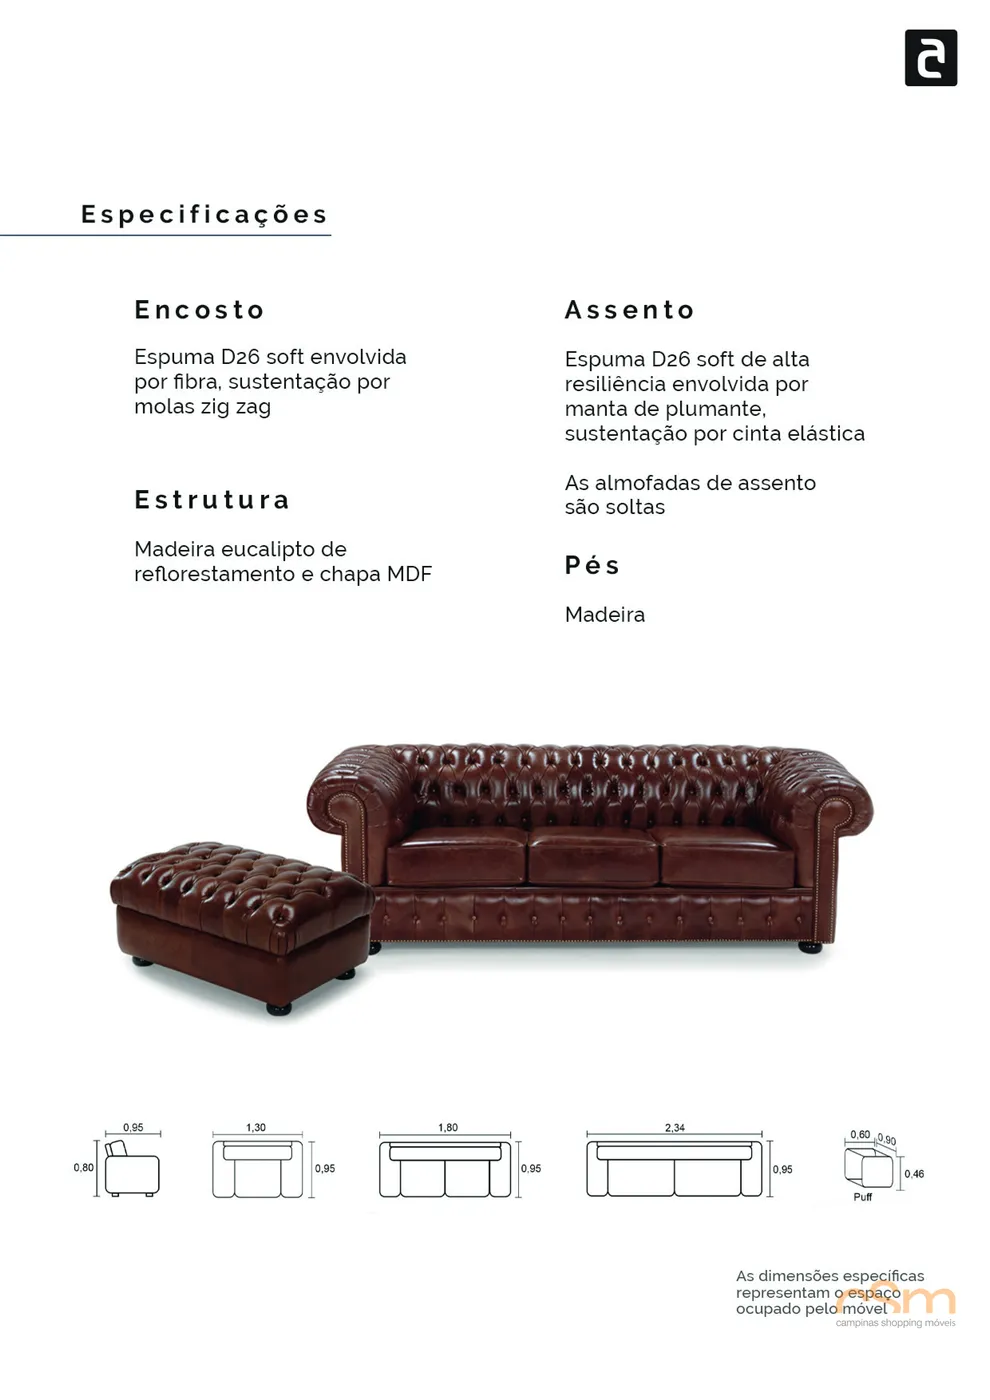 Especificações
Encosto
Espuma D26 soft envolvida
por fibra, sustentação por
molas zig zag
Estrutura
Madeira eucalipto de
reflorestamento e chapa MDF
Assento
Espuma D26 soft de alta
resiliência envolvida por
manta de plumante,
sustentação por cinta elástica
As almofadas de assento
são soltas
Pés
Madeira
0,95
0,80
1,30
0,95
1,80
0,95
2,34
0,95
0,60
0,90
0,46
Puff
As dimensões específicas
representam o espaço
ocupado pelo móvel
csm
campinas shopping móveis